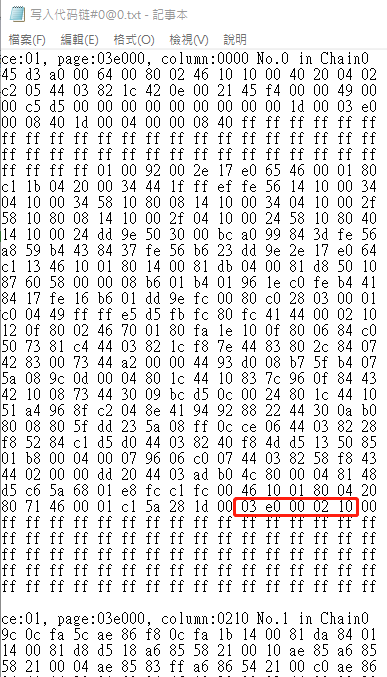 写入代码链#0@0.txt - 記事本
檔案(F) 編輯(E) 格式(O) 檢視(V) 說明
ce:01, page:03e000, column:0000 No.0 in Chain0
45 d3 a0 00 64 00 80 02 46 10 10 00 40 20 04 02
c2 05 44 03 82 1c 42 0e 00 21 45 f4 00 00 49 00
00 c5 d5 00 00 00 00 00 00 00 00 00 1d 00 03 e0
00 08 40 1d 00 04 00 00 08 40 ff ff ff ff ff ff
ff ff ff ff ff ff ff ff ff ff ff ff ff ff ff ff
ff ff ff ff ff ff ff ff ff ff ff ff ff ff ff ff
ff ff ff ff 01 00 92 00 2e 17 e0 65 46 00 01 80
c1 1b 04 20 00 34 44 1f ff ef fe 56 14 10 00 34
04 10 00 34 58 10 80 08 14 10 00 34 04 10 00 2f
58 10 80 08 14 10 00 2f 04 10 00 24 58 10 80 40
14 10 00 24 dd 9e 50 30 00 bc a0 99 84 3d fe 56
a8 59 b4 43 84 37 fe 56 b6 23 dd 9e 2e 17 e0 64
c1 13 46 10 01 80 14 00 81 db 04 00 81 d8 50 10
87 60 58 00 00 08 b6 01 b4 01 96 1e c0 fe b4 41
84 17 fe 16 b6 01 dd 9e fc 00 80 c0 28 03 00 01
c0 04 49 ff ff e5 d5 fb fc 80 fc 41 44 00 02 10
12 0f 80 02 46 70 01 80 fa 1e 10 0f 80 06 84 c0
50 73 81 c4 44 03 82 1c f8 7e 44 83 80 2c 84 07
42 83 00 73 44 a2 00 00 44 93 d0 08 b7 5f b4 07
5a 08 9c 0d 00 04 80 1c 44 10 83 7c 96 0f 84 43
42 10 08 73 44 30 09 bc d5 0c 00 24 80 1c 44 10
51 a4 96 8f c2 04 8e 41 94 92 88 22 44 30 0a b0
80 08 80 5f dd 23 5a 08 ff 0c ce 06 44 03 82 28
f8 52 84 c1 d5 d0 44 03 82 40 f8 4d d5 13 50 85
01 b8 00 04 00 07 96 06 c0 07 44 03 82 58 f8 43
44 02 00 00 dd 20 44 03 ad b0 4c 80 00 04 81 48
d5 c6 5a 68 01 e8 fc c1 fc 00 46 10 01 80 04 20
80 71 46 00 01 c1 5a 28 1d 00 03 e0 00 02 10 00
ff ff ff ff ff ff ff ff ff ff ff ff ff ff ff ff
ff ff ff ff ff ff ff ff ff ff ff ff ff ff ff ff
ff ff ff ff ff ff ff ff ff ff ff ff ff ff ff ff
ff ff ff ff ff ff ff ff ff ff ff ff ff ff ff ff
ff ff ff ff ff ff ff ff ff ff ff ff ff ff ff ff
ce:01, page:03e000, column:0210 No.1 in Chain0
9c 0c fa 5c ae 86 f8 0c fa 1b 14 00 81 da 84 01
14 00 81 d8 d5 18 a6 85 58 21 00 10 ae 85 a6 85
58 21 00 04 ae 85 83 ff a6 86 54 21 00 c0 ae 86